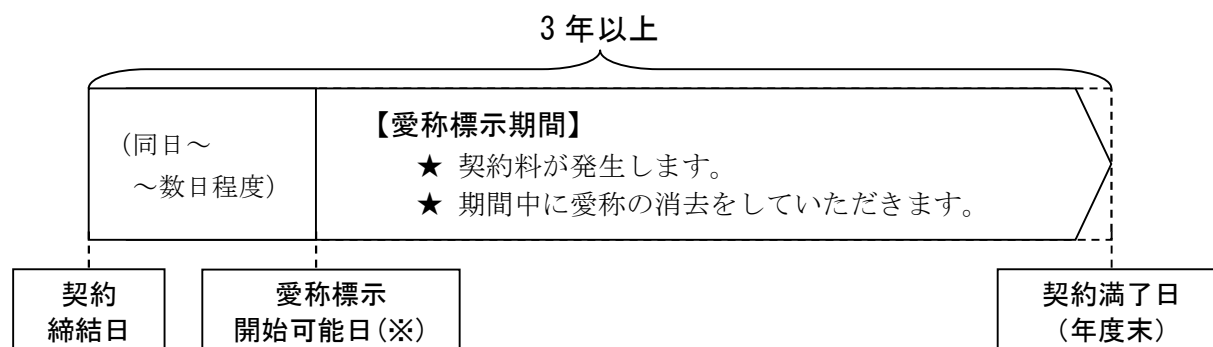 3年以上
(同日~
~数日程度)
【愛称標示期間】
★ 契約料が発生します。
★ 期間中に愛称の消去をしていただきます。
契約
締結日
愛称標示
開始可能日(※)
契約満了日
(年度末)